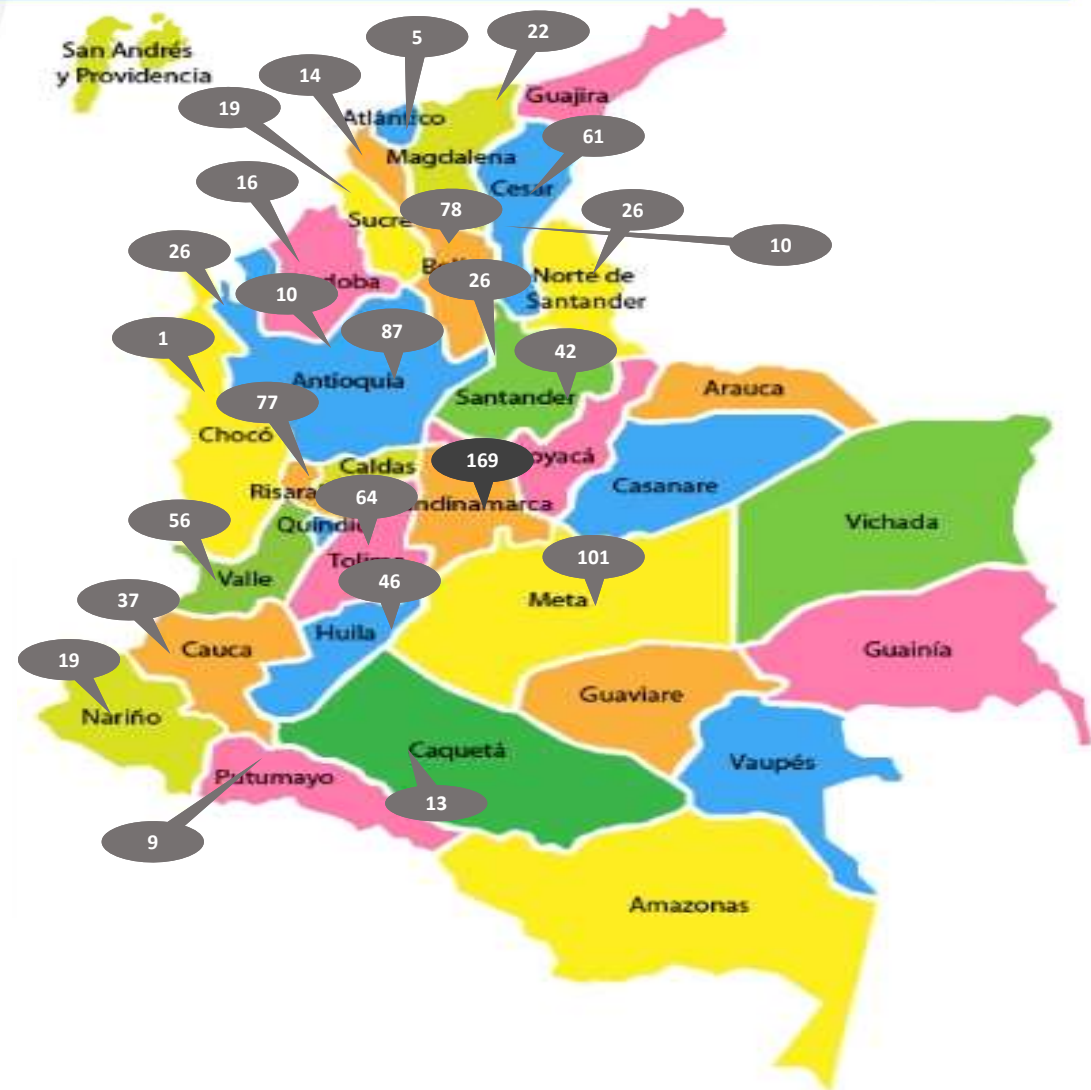 5
22
San Andrés
y Providencia
14
Guajira
19
Atlántico
61
Magdalena
16
Cesar
78
26
Sucre
10
26
26
doba
Norte de
Santander
10
1
87
42
Antioquia
Arauca
Santander
77
Chocó
oyacá
Caldas
169
Casanare
Risara
64
ndinamarca
56
Quindío
Vichada
101
Valle
46
37
Meta
Huila
Cauca
Guainía
19
Guaviare
Nariño
Caquetá
Vaupés
Putumayo
13
9
Amazonas